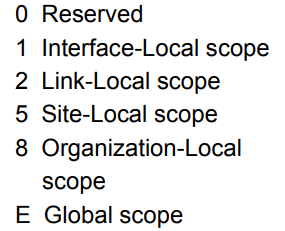 0 Reserved
1 Interface-Local scope
2 Link-Local scope
5 Site-Local scope
8 Organization-Local
scope
E Global scope